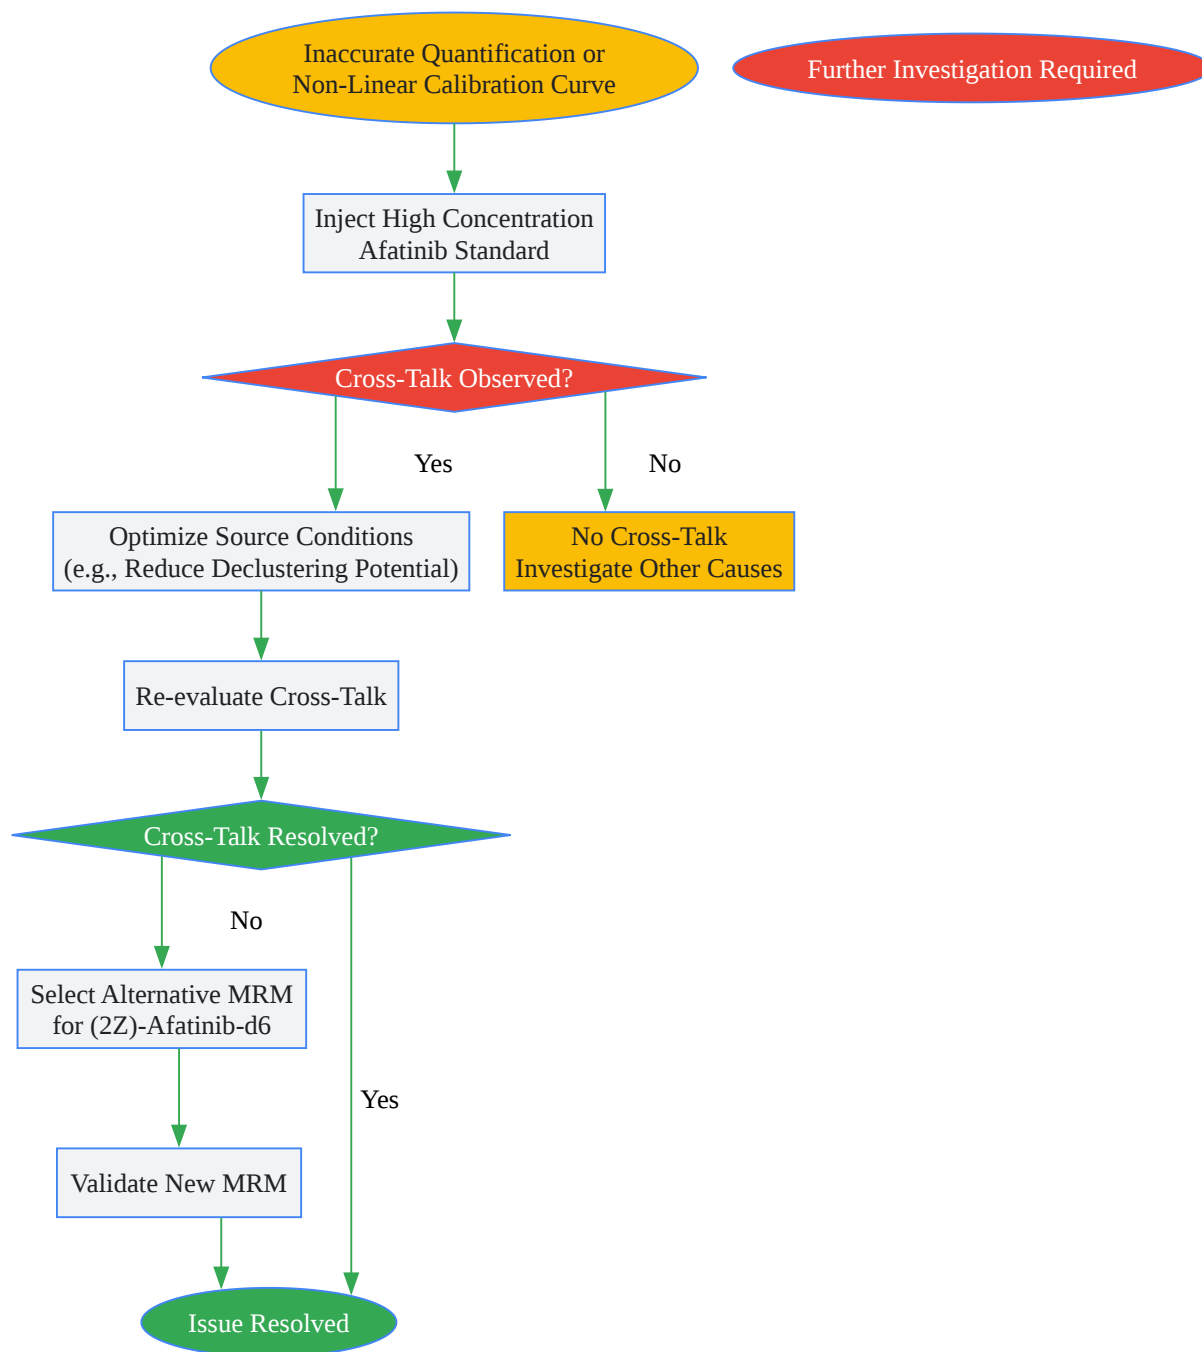 Inaccurate Quantification or
Non-Linear Calibration Curve
Further Investigation Required
Inject High Concentration
Afatinib Standard
Cross-Talk Observed?
Yes
No
Optimize Source Conditions
(e.g., Reduce Declustering Potential)
No Cross-Talk
Investigate Other Causes
Re-evaluate Cross-Talk
Cross-Talk Resolved?
No
Select Alternative MRM
for (2Z)-Afatinib-d6
Yes
Validate New MRM
Issue Resolved